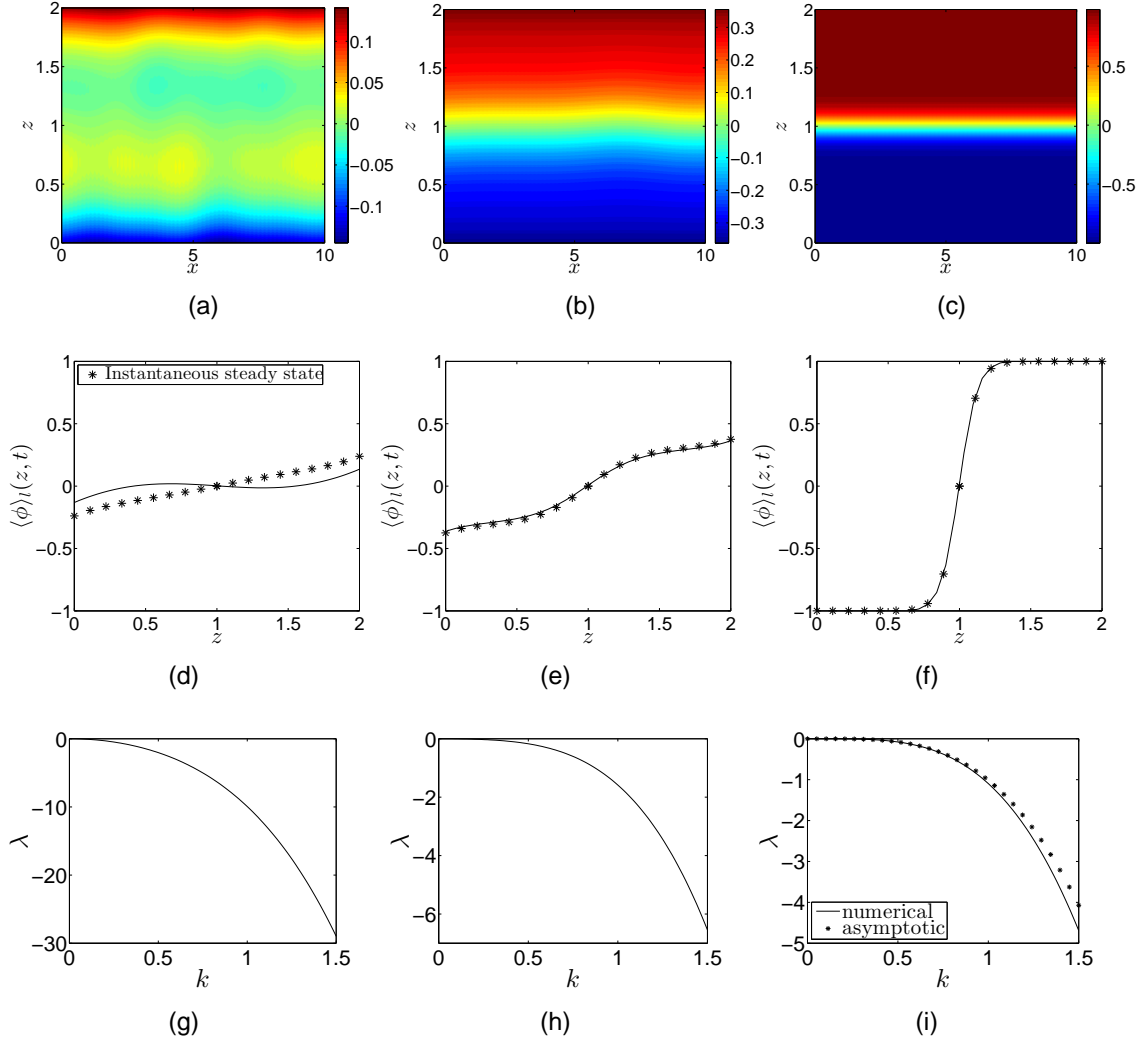 2
1.5
1
0.5
0
z
0 5 10
x
0.1
0.05
0
−0.05
−0.1
(a)
2
1.5
1
0.5
0
z
0 5 10
x
0.3
0.2
0.1
0
−0.1
−0.2
−0.3
(b)
2
1.5
1
0.5
0
z
0 5 10
x
0.5
0
−0.5
(c)
1
0.5
0
−0.5
−1
⟨ϕ⟩l(z, t)
Instantaneous steady state
0 0.5 1 1.5 2
z
(d)
1
0.5
0
−0.5
−1
⟨ϕ⟩l(z, t)
0 0.5 1 1.5 2
z
(e)
1
0.5
0
−0.5
−1
⟨ϕ⟩l(z, t)
0 0.5 1 1.5 2
z
(f)
0
−10
−20
−30
λ
0 0.5 1 1.5
k
(g)
0
−2
−4
−6
λ
0 0.5 1 1.5
k
(h)
0
−1
−2
−3
−4
−5
λ
numerical
asymptotic
0 0.5 1 1.5
k
(i)